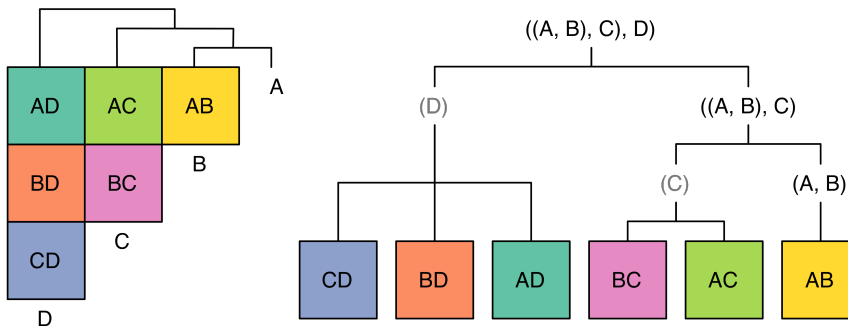 A
AD
AC
AB
B
BD
BC
C
CD
D
((A, B), C), D)
(D)
((A, B), C)
(C)
(A, B)
CD
BD
AD
BC
AC
AB